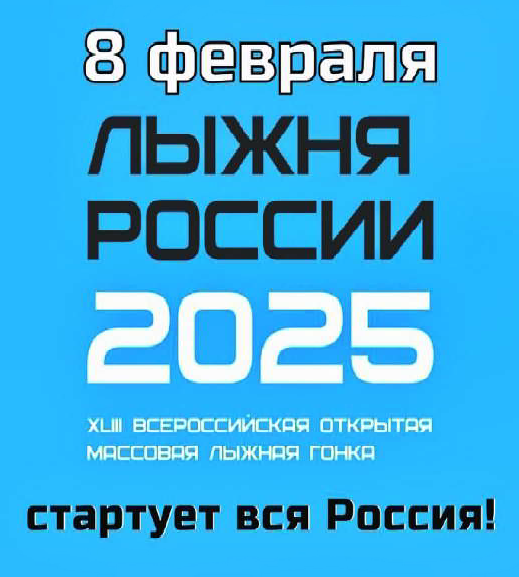 8 февраля
ЛЫЖНЯ
РОССИИ
2025
XLIII ВСЕРОССИЙСКАЯ ОТКРЫТАЯ
МАССОВАЯ ЛЫЖНАЯ ГОНКА
стартует вся Россия!